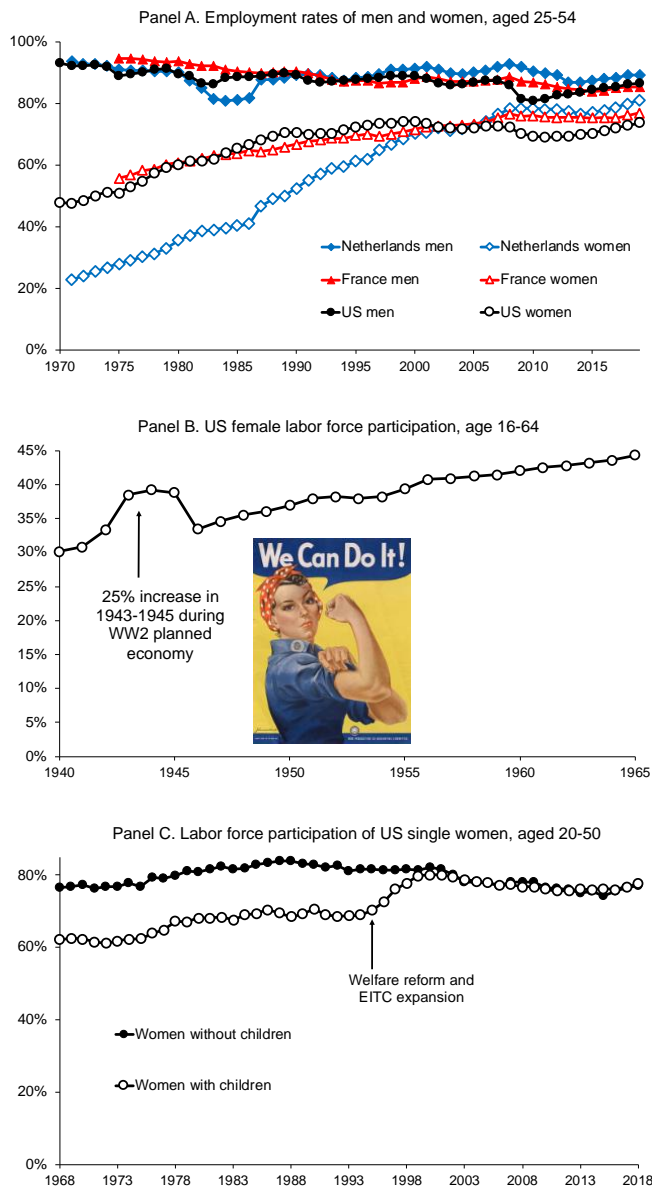 Panel A. Employment rates of men and women, aged 25-54
100%
80%
60%
40%
20%
0%
Netherlands men
Netherlands women
France men
France women
US men
US women
1970 1975 1980 1985 1990 1995 2000 2005 2010 2015
Panel B. US female labor force participation, age 16-64
45%
40%
35%
30%
25%
20%
15%
10%
5%
0%
25% increase in
1943-1945 during
WW2 planned
economy
We Can Do It!
1940 1945 1950 1955 1960 1965
Panel C. Labor force participation of US single women, aged 20-50
80%
60%
40%
20%
0%
Welfare reform and
EITC expansion
Women without children
Women with children
1968 1973 1978 1983 1988 1993 1998 2003 2008 2013 2018